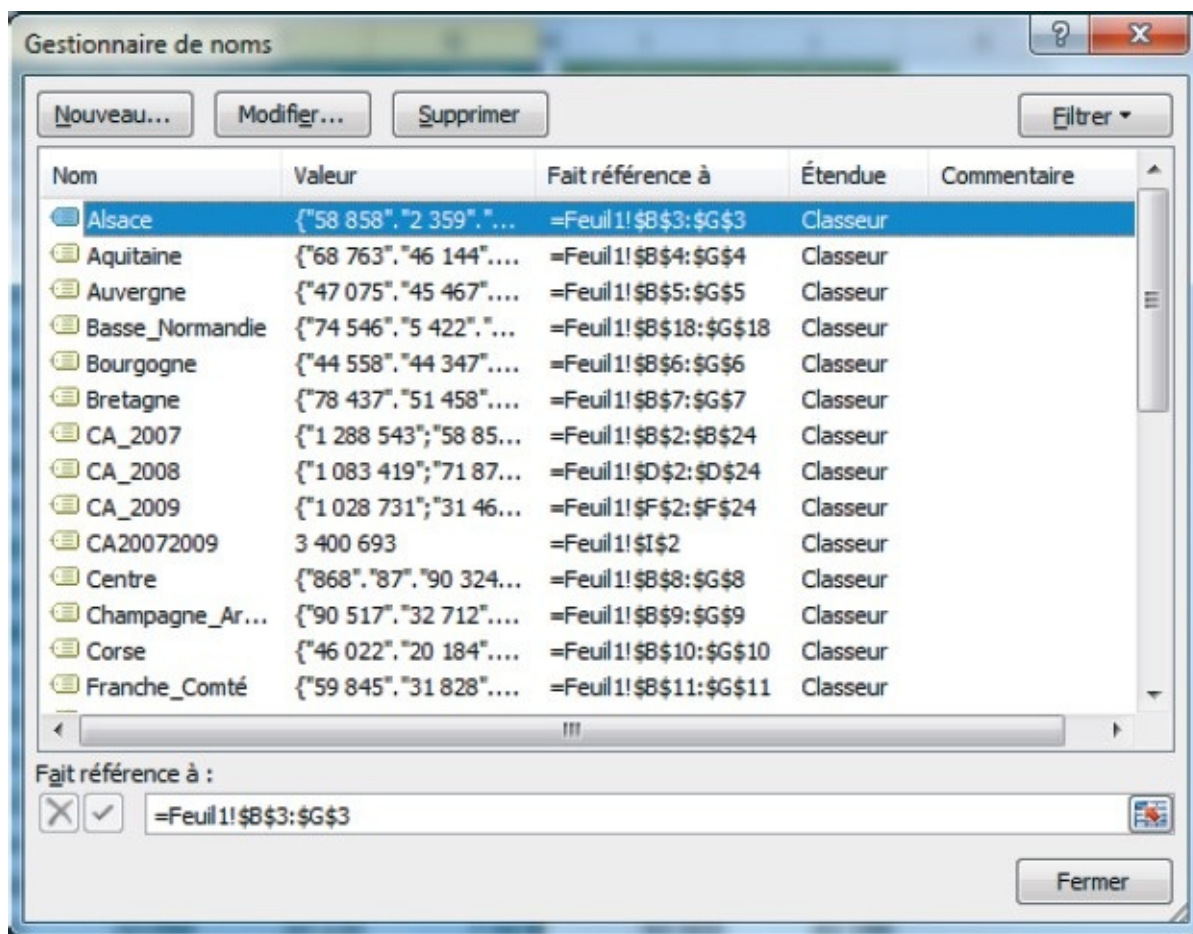 Gestionnaire de noms
Nouveau... Modifier... Supprimer Filtrer
Nom Valeur Fait référence à Étendue Commentaire
Alsace {"58 858"."2 359"."... =Feuil1!$B$3:$G$3 Classeur
Aquitaine {"68 763"."46 144".... =Feuil1!$B$4:$G$4 Classeur
Auvergne {"47 075"."45 467".... =Feuil1!$B$5:$G$5 Classeur
Basse_Normandie {"74 546"."5 422"."... =Feuil1!$B$18:$G$18 Classeur
Bourgogne {"44 558"."44 347".... =Feuil1!$B$6:$G$6 Classeur
Bretagne {"78 437"."51 458".... =Feuil1!$B$7:$G$7 Classeur
CA_2007 {"1 288 543";"58 85... =Feuil1!$B$2:$B$24 Classeur
CA_2008 {"1 083 419";"71 87... =Feuil1!$D$2:$D$24 Classeur
CA_2009 {"1 028 731";"31 46... =Feuil1!$F$2:$F$24 Classeur
CA20072009 3 400 693 =Feuil1!$I$2 Classeur
Centre {"868"."87"."90 324... =Feuil1!$B$8:$G$8 Classeur
Champagne_Ar... {"90 517"."32 712".... =Feuil1!$B$9:$G$9 Classeur
Corse {"46 022"."20 184".... =Feuil1!$B$10:$G$10 Classeur
Franche_Comté {"59 845"."31 828".... =Feuil1!$B$11:$G$11 Classeur
Fait référence à :
=Feuil1!$B$3:$G$3
Fermer